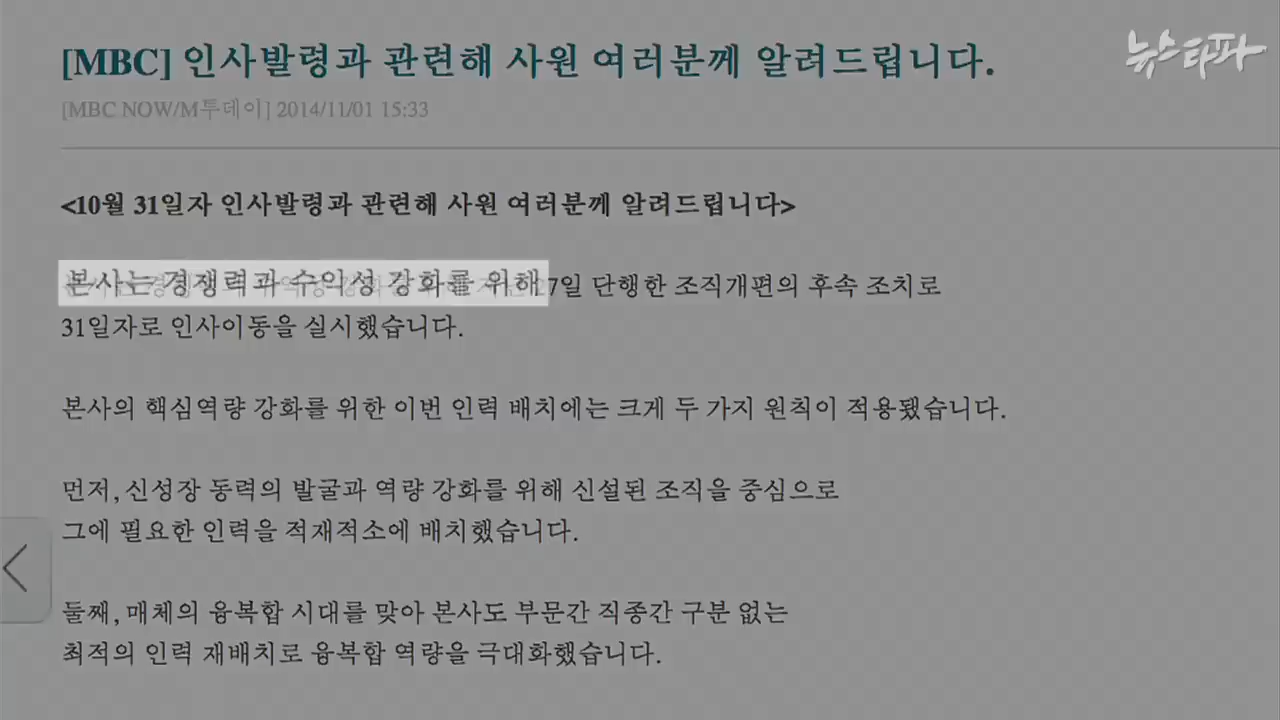 [MBC] 인사발령과 관련해 사원 여러분께 알려드립니다.
뉴스타파
[MBC NOW/M투데이] 2014/11/01 15:33
<10월 31일자 인사발령과 관련해 사원 여러분께 알려드립니다>
본사는 경쟁력과 수익성 강화를 위해 27일 단행한 조직개편의 후속 조치로
31일자로 인사이동을 실시했습니다.
본사의 핵심역량 강화를 위한 이번 인력 배치에는 크게 두 가지 원칙이 적용됐습니다.
먼저, 신성장 동력의 발굴과 역량 강화를 위해 신설된 조직을 중심으로
그에 필요한 인력을 적재적소에 배치했습니다.
둘째, 매체의 융복합 시대를 맞아 본사도 부문간 직종간 구분 없는
최적의 인력 재배치로 융복합 역량을 극대화했습니다.